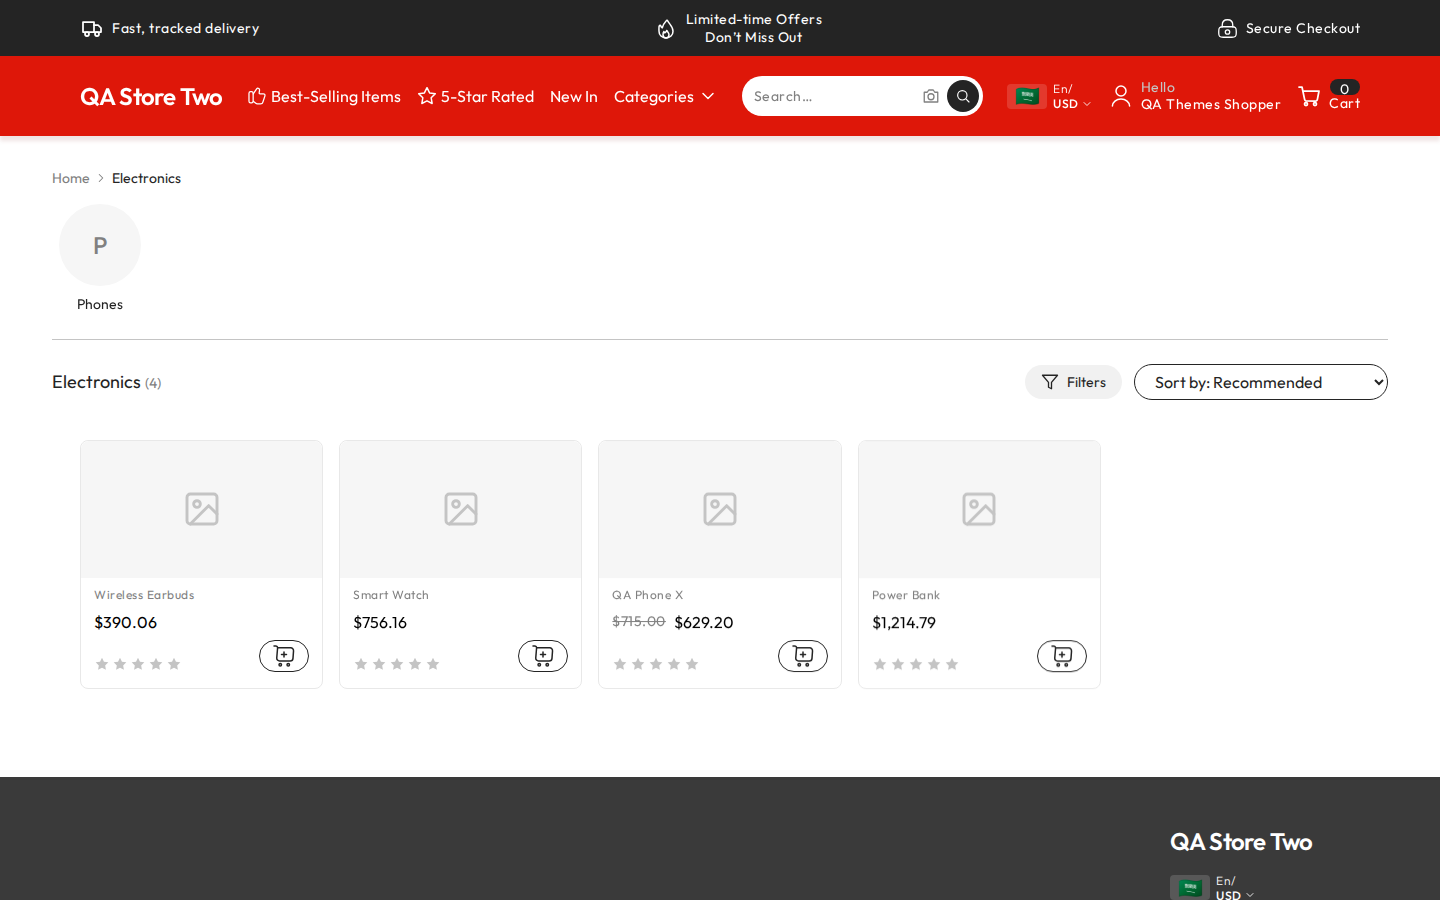 Fast, tracked delivery
Limited-time Offers
Don't Miss Out
Secure Checkout
QA Store Two
Best-Selling Items
5-Star Rated
New In
Categories
Search...
En/
USD
Hello
QA Themes Shopper
0
Cart
Home
Electronics
P
Phones
Electronics (4)
Filters
Sort by: Recommended
Wireless Earbuds
$390.06
Smart Watch
$756.16
QA Phone X
$715.00 $629.20
Power Bank
$1,214.79
QA Store Two
En/
USD